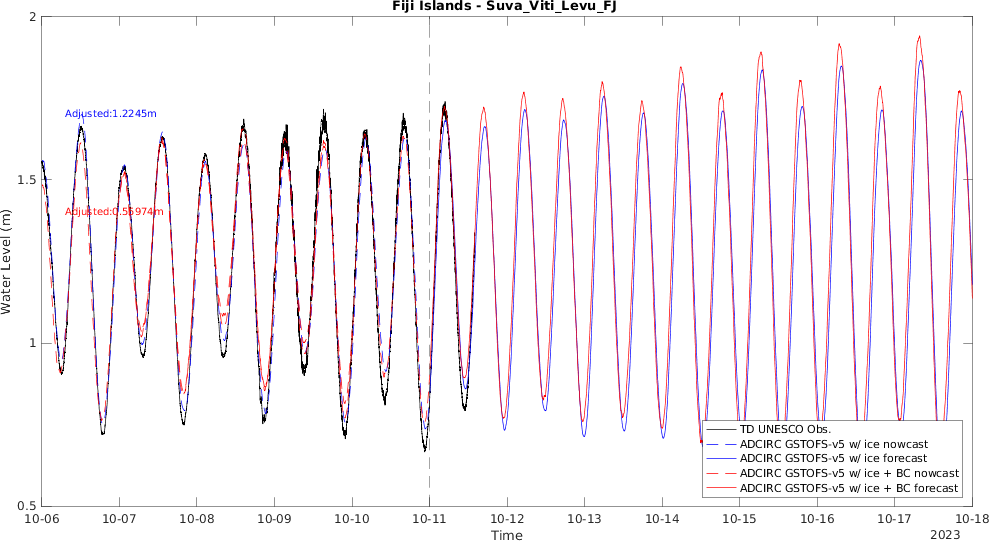 Fiji Islands - Suva_Viti_Levu_FJ
2
Adjusted:1.2245m
1.5
Adjusted:0.55974m
Water Level (m)
1
TD UNESCO Obs.
ADCIRC GSTOFS-v5 w/ ice nowcast
ADCIRC GSTOFS-v5 w/ ice forecast
ADCIRC GSTOFS-v5 w/ ice + BC nowcast
ADCIRC GSTOFS-v5 w/ ice + BC forecast
0.5
10-06 10-07 10-08 10-09 10-10 10-11 10-12 10-13 10-14 10-15 10-16 10-17 10-18
Time
2023